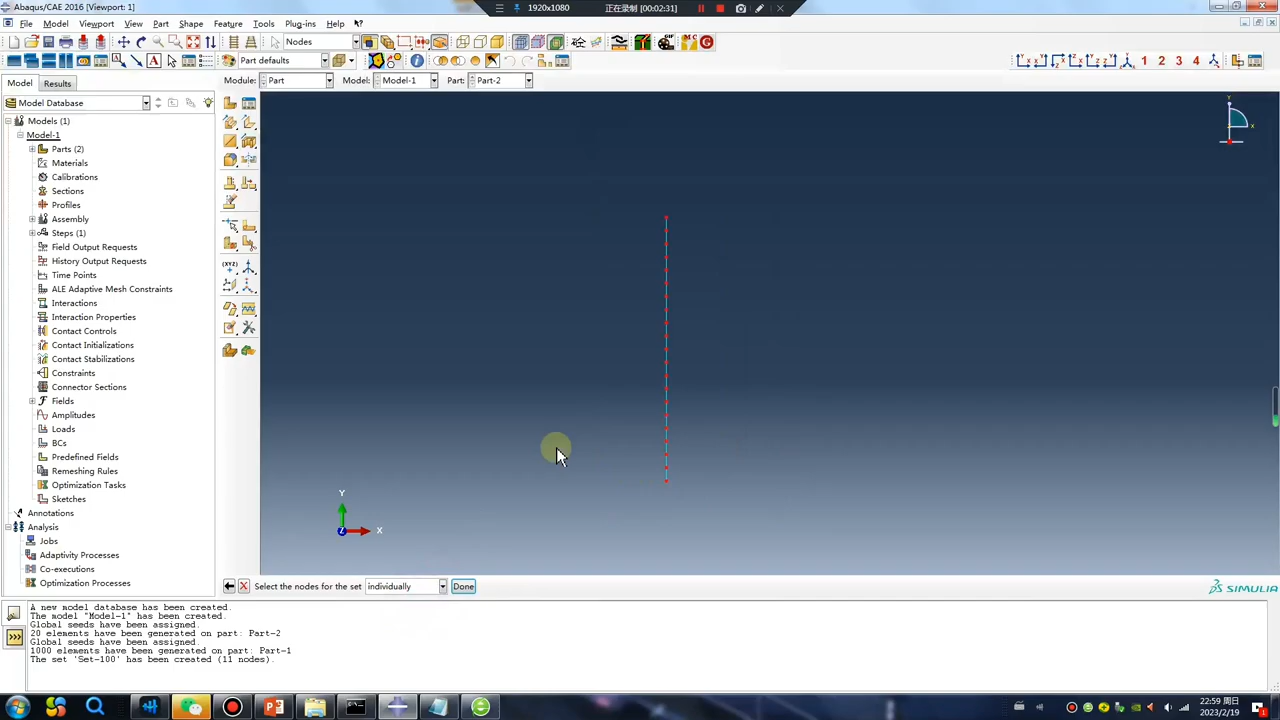 Abaqus/CAE 2016 [Viewport: 1]
1920x1080
正在录制 [00:02:31]
File Model Viewport View Part Shape Feature Tools Plug-ins Help
Nodes
Part defaults
1 2 3 4
Model Results
Module: Part Model: Model-1 Part: Part-2
Model Database
Models (1)
Model-1
Parts (2)
Materials
Calibrations
Sections
Profiles
Assembly
Steps (1)
Field Output Requests
History Output Requests
Time Points
ALE Adaptive Mesh Constraints
Interactions
Interaction Properties
Contact Controls
Contact Initializations
Contact Stabilizations
Constraints
Connector Sections
Fields
Amplitudes
Loads
BCs
Predefined Fields
Remeshing Rules
Optimization Tasks
Sketches
Annotations
Analysis
Jobs
Adaptivity Processes
Co-executions
Optimization Processes
(XYZ)
Y
X
Z
Select the nodes for the set individually Done
SIMULIA
A new model database has been created.
The model "Model-1" has been created.
Global seeds have been assigned.
20 elements have been generated on part: Part-2
Global seeds have been assigned.
1000 elements have been generated on part: Part-1
The set 'Set-100' has been created (11 nodes).
22:59 周日
2023/2/19